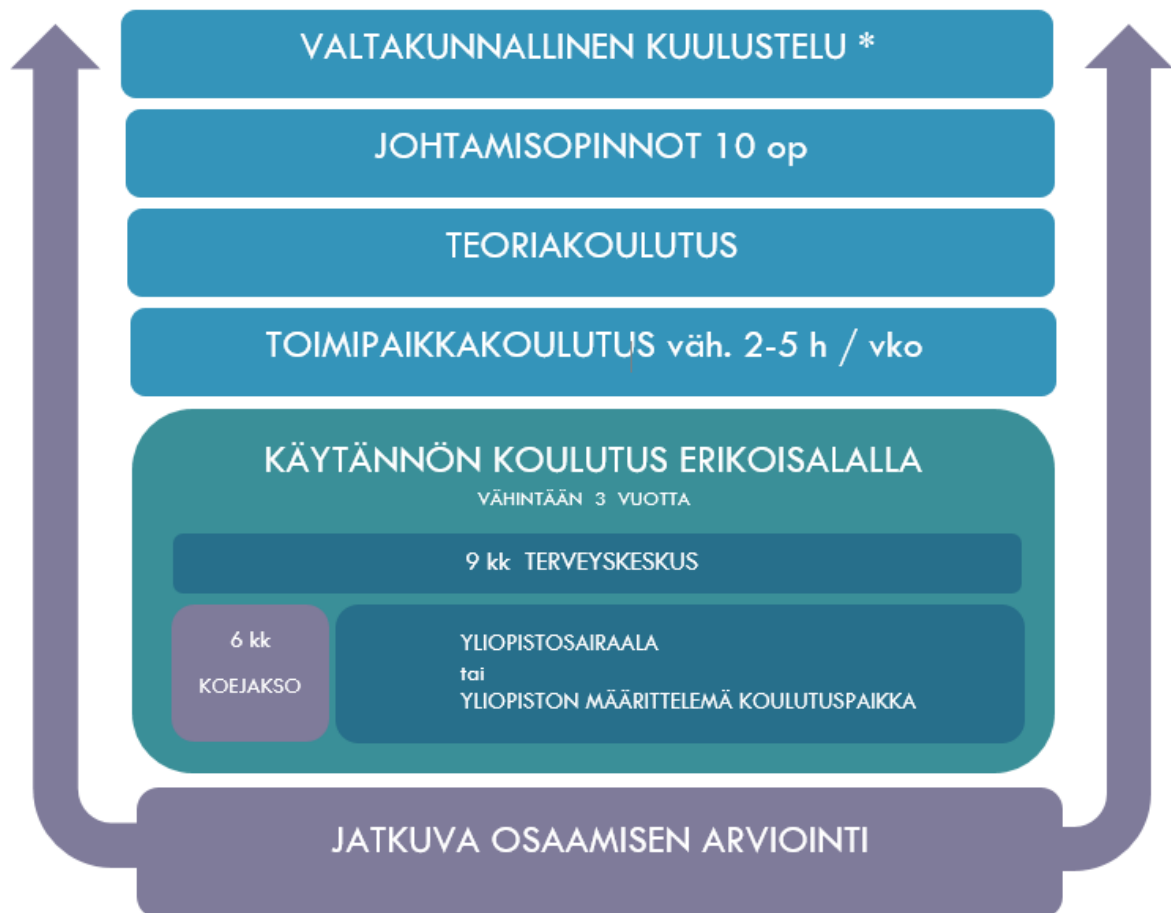 VALTAKUNNALLINEN KUULUSTELU *
JOHTAMISOPINNOT 10 op
TEORIAKOULUTUS
TOIMIPAIKKAKOULUTUS väh. 2-5 h / vko
KÄYTÄNNÖN KOULUTUS ERIKOISALALLA
VÄHINTÄÄN 3 VUOTTA
9 kk TERVEYSKESKUS
6 kk
KOEJAKSO
YLIOPISTOSAIRAALA
tai
YLIOPISTON MÄÄRITTELEMÄ KOULUTUSPAIKKA
JATKUVA OSAAMISEN ARVIOINTI